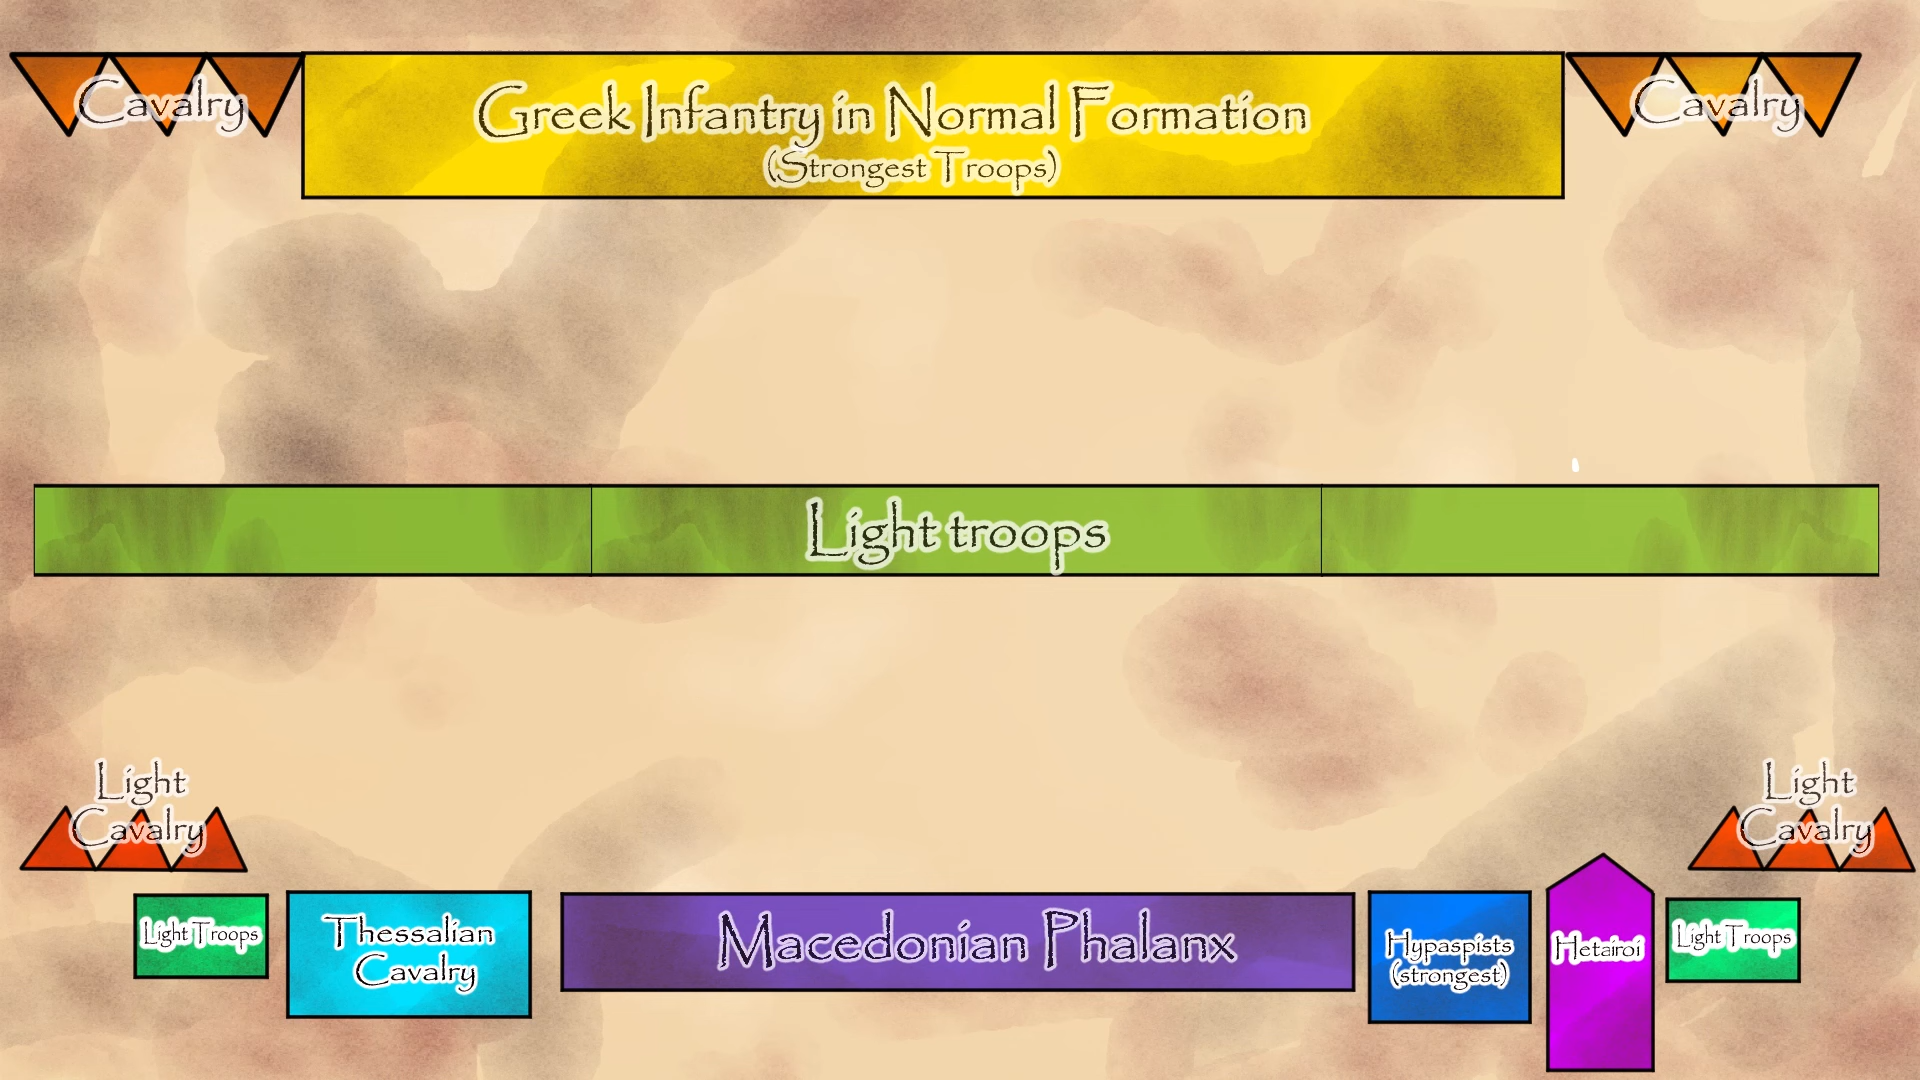 Cavalry
Greek Infantry in Normal Formation
(Strongest Troops)
Cavalry
Light troops
Light
Cavalry
Light
Cavalry
Light Troops
Thessalian
Cavalry
Macedonian Phalanx
Hypaspists
(strongest)
Hetairoi
Light Troops